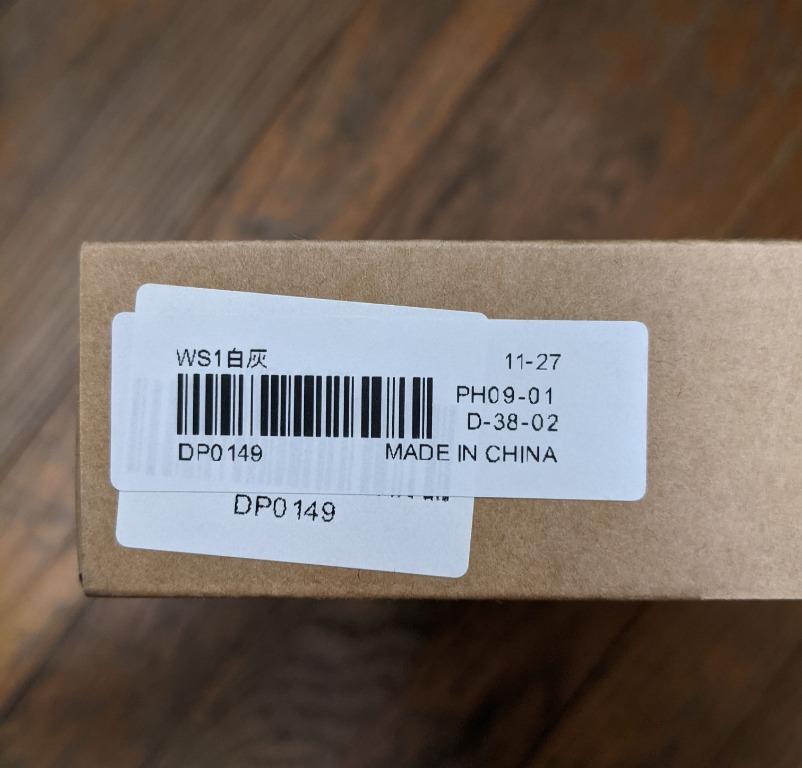 WS1白灰
11-27
PH09-01
D-38-02
DP0149
MADE IN CHINA
DP0149